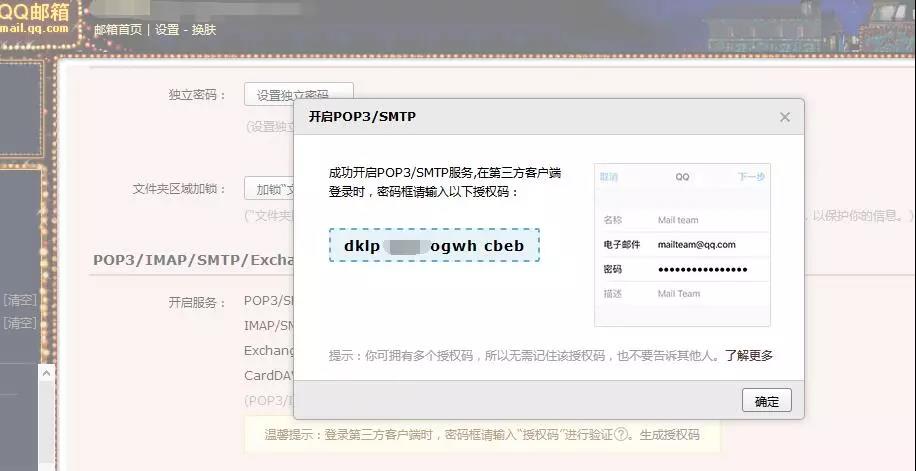 QQ邮箱
mail.qq.com
邮箱首页 | 设置 - 换肤
独立密码：
设置独立密码
(设置独立
文件夹区域加锁：
加锁“文
("文件夹
，以保护你的信息。)
POP3/IMAP/SMTP/Exchan
开启服务：
POP3/SM
IMAP/SM
Exchang
CardDAV
(POP3/I
[清空]
[清空]
温馨提示：登录第三方客户端时，密码框请输入“授权码”进行验证?。生成授权码
开启POP3/SMTP
×
成功开启POP3/SMTP服务,在第三方客户端
登录时，密码框请输入以下授权码：
dklp ogwh cbeb
取消 QQ 下一步
名称 Mail team
电子邮件 mailteam@qq.com
密码 ●●●●●●●●●●●●●●●●
描述 Mail Team
提示：你可拥有多个授权码，所以无需记住该授权码，也不要告诉其他人。了解更多
确定